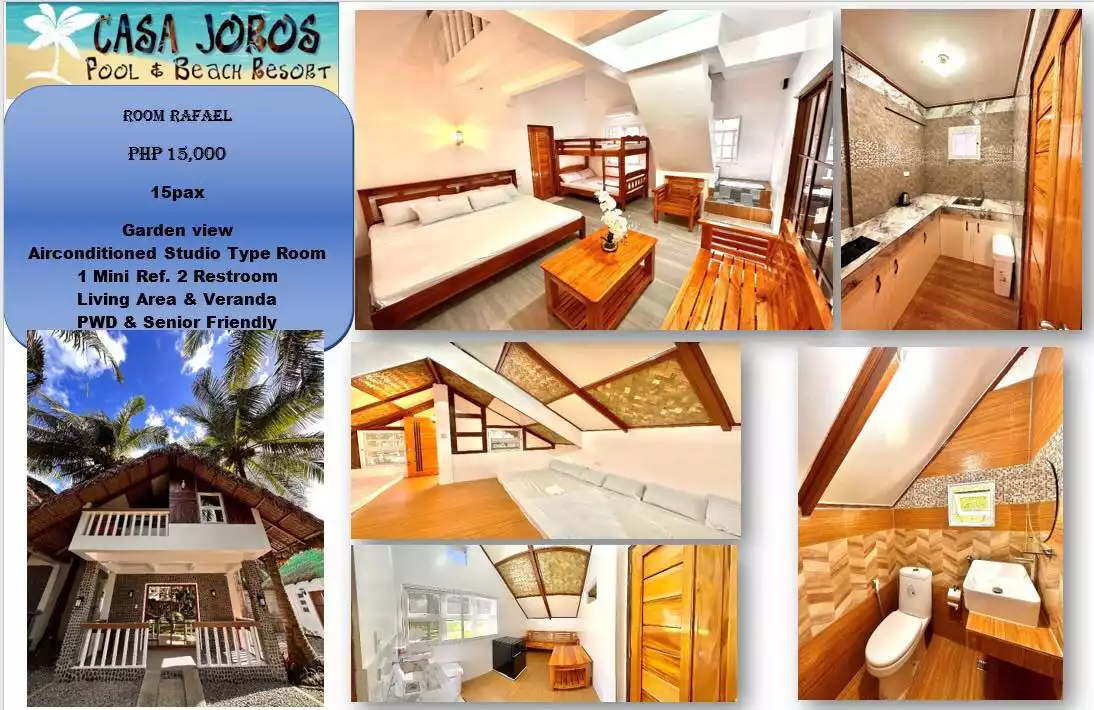 CASA JOBOS
POOL & BEACH RESORT
ROOM RAFAEL
PHP 15,000
15pax
Garden view
Airconditioned Studio Type Room
1 Mini Ref. 2 Restroom
Living Area & Veranda
PWD & Senior Friendly